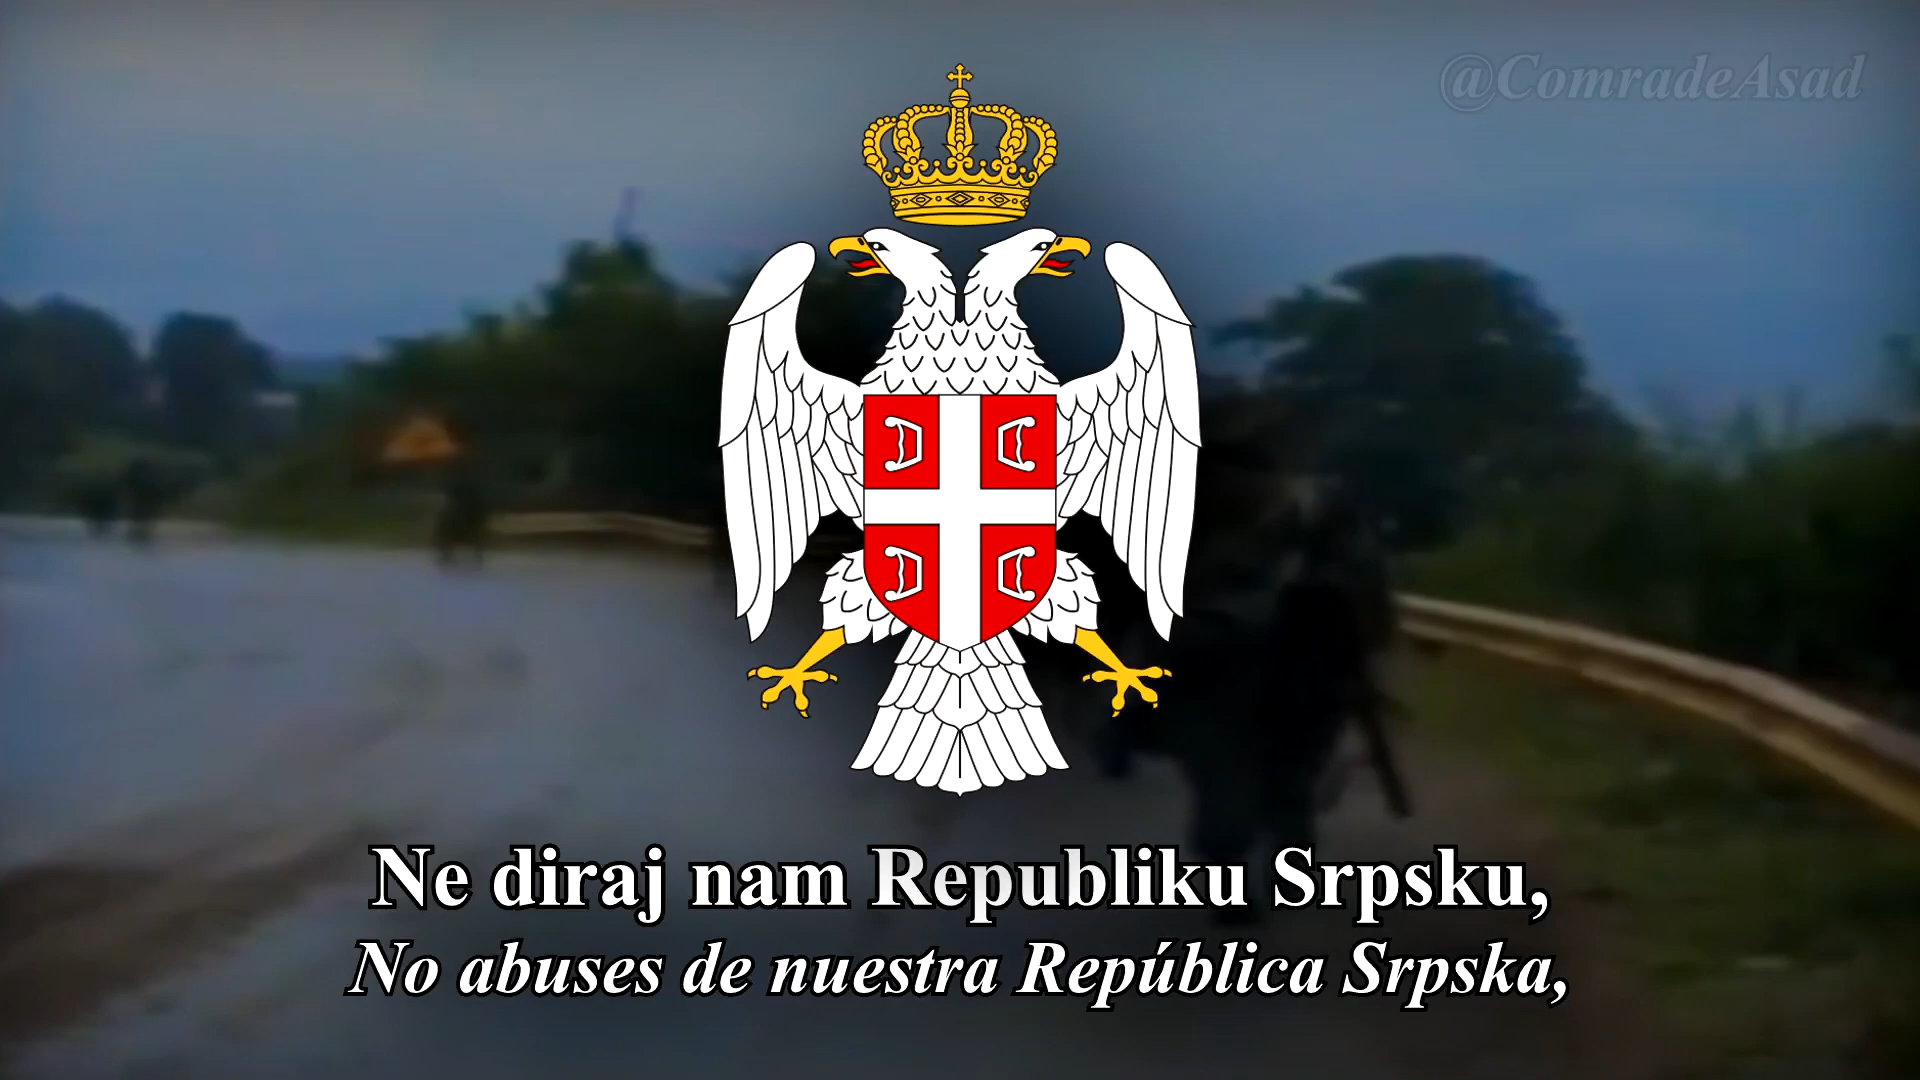 @ComradeAsad
Ne diraj nam Republiku Srpsku,
No abuses de nuestra República Srpska,